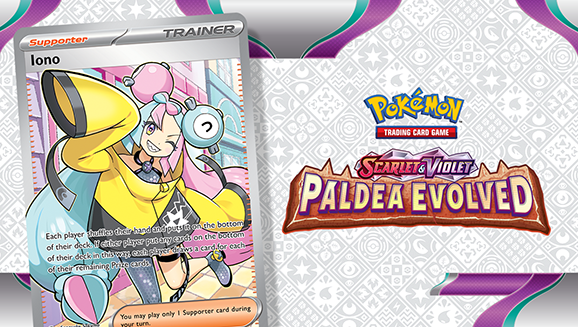 Supporter
TRAINER
Iono
Each player shuffles their hand and puts it on the bottom
of their deck. If either player put any cards on the bottom
of their deck in this way, each player draws a card for each
of their remaining Prize cards.
You may play only 1 Supporter card during
your turn.
Pokémon
TRADING CARD GAME
SCARLET & VIOLET
PALDEA EVOLVED